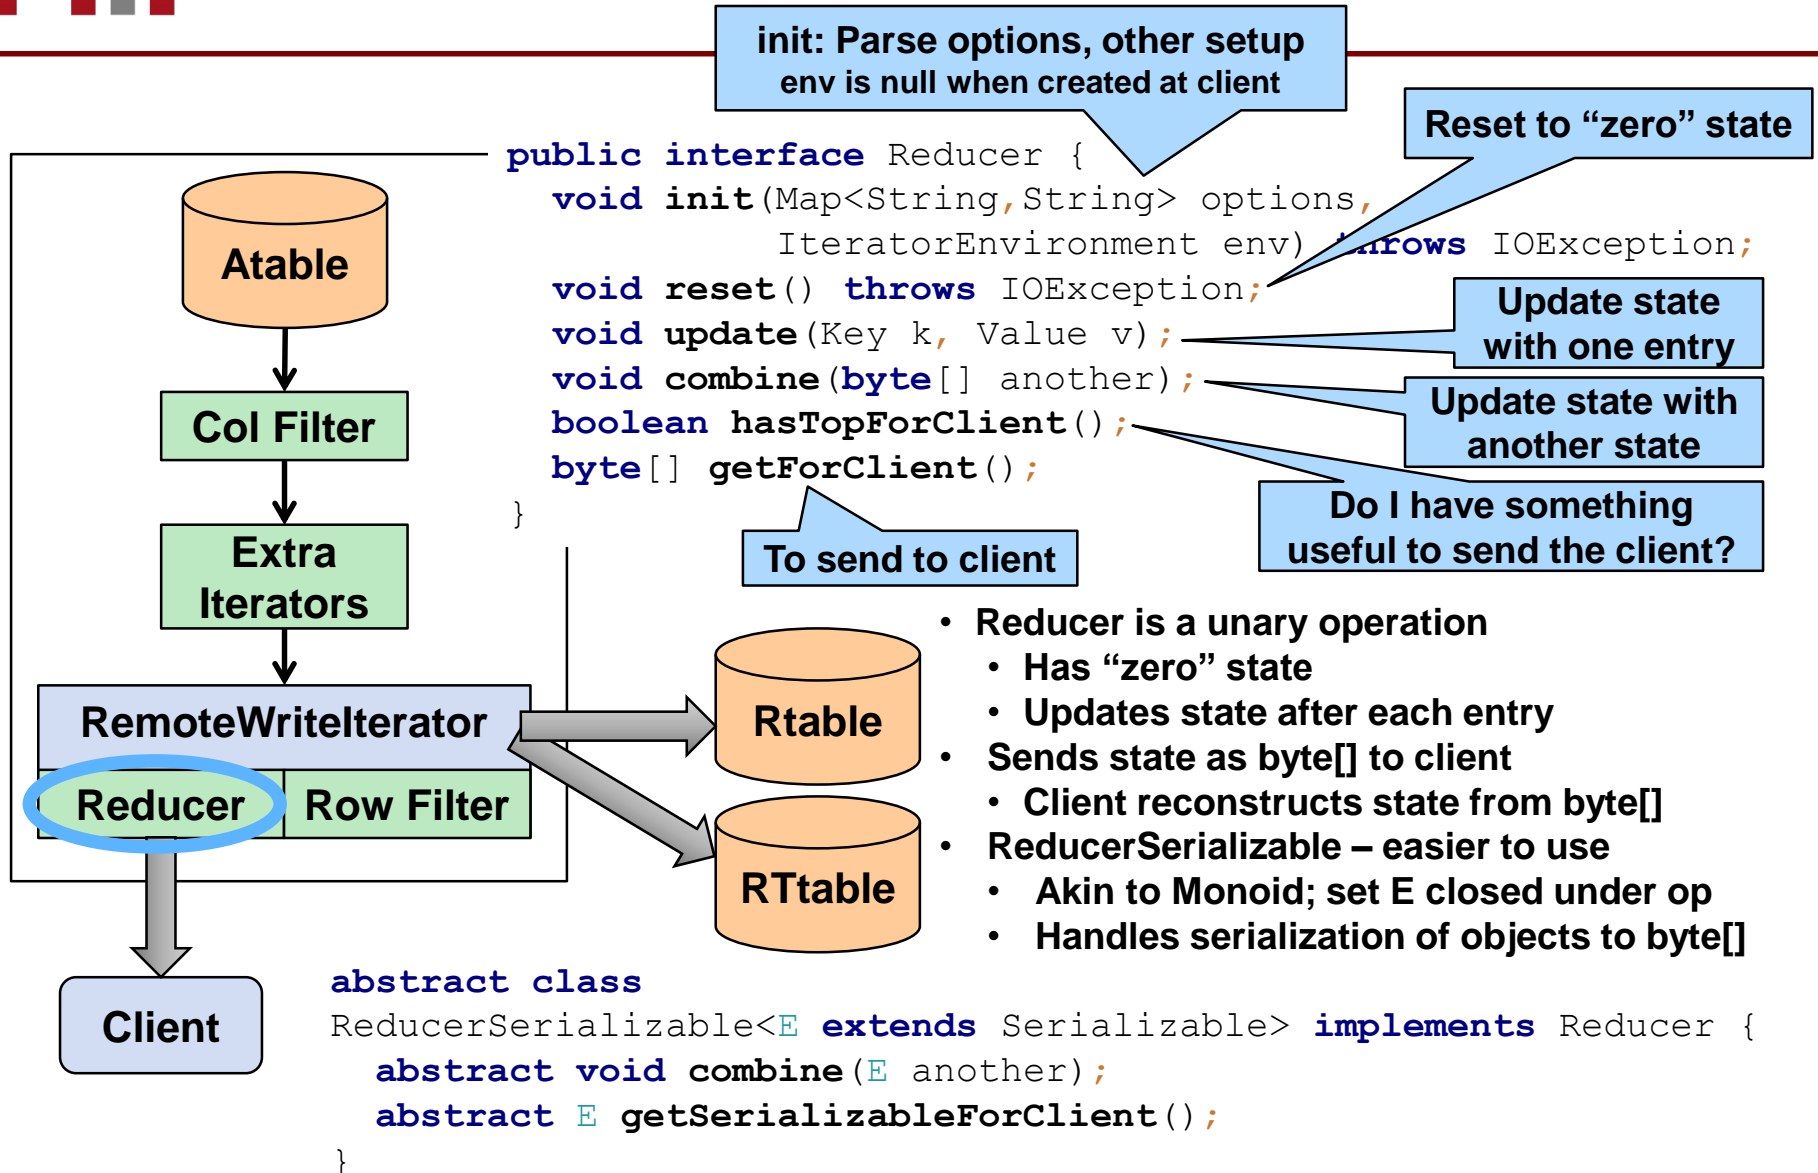 init: Parse options, other setup
env is null when created at client
Reset to “zero” state
public interface Reducer {
void init(Map<String,String> options,
IteratorEnvironment env) throws IOException;
void reset() throws IOException;
void update(Key k, Value v);
void combine(byte[] another);
boolean hasTopForClient();
byte[] getForClient();
}
Update state
with one entry
Update state with
another state
Do I have something
useful to send the client?
To send to client
Atable
Col Filter
Extra
Iterators
RemoteWriteIterator
Reducer
Row Filter
Client
Rtable
RTtable
• Reducer is a unary operation
• Has “zero” state
• Updates state after each entry
• Sends state as byte[] to client
• Client reconstructs state from byte[]
• ReducerSerializable – easier to use
• Akin to Monoid; set E closed under op
• Handles serialization of objects to byte[]
abstract class
ReducerSerializable<E extends Serializable> implements Reducer {
abstract void combine(E another);
abstract E getSerializableForClient();
}